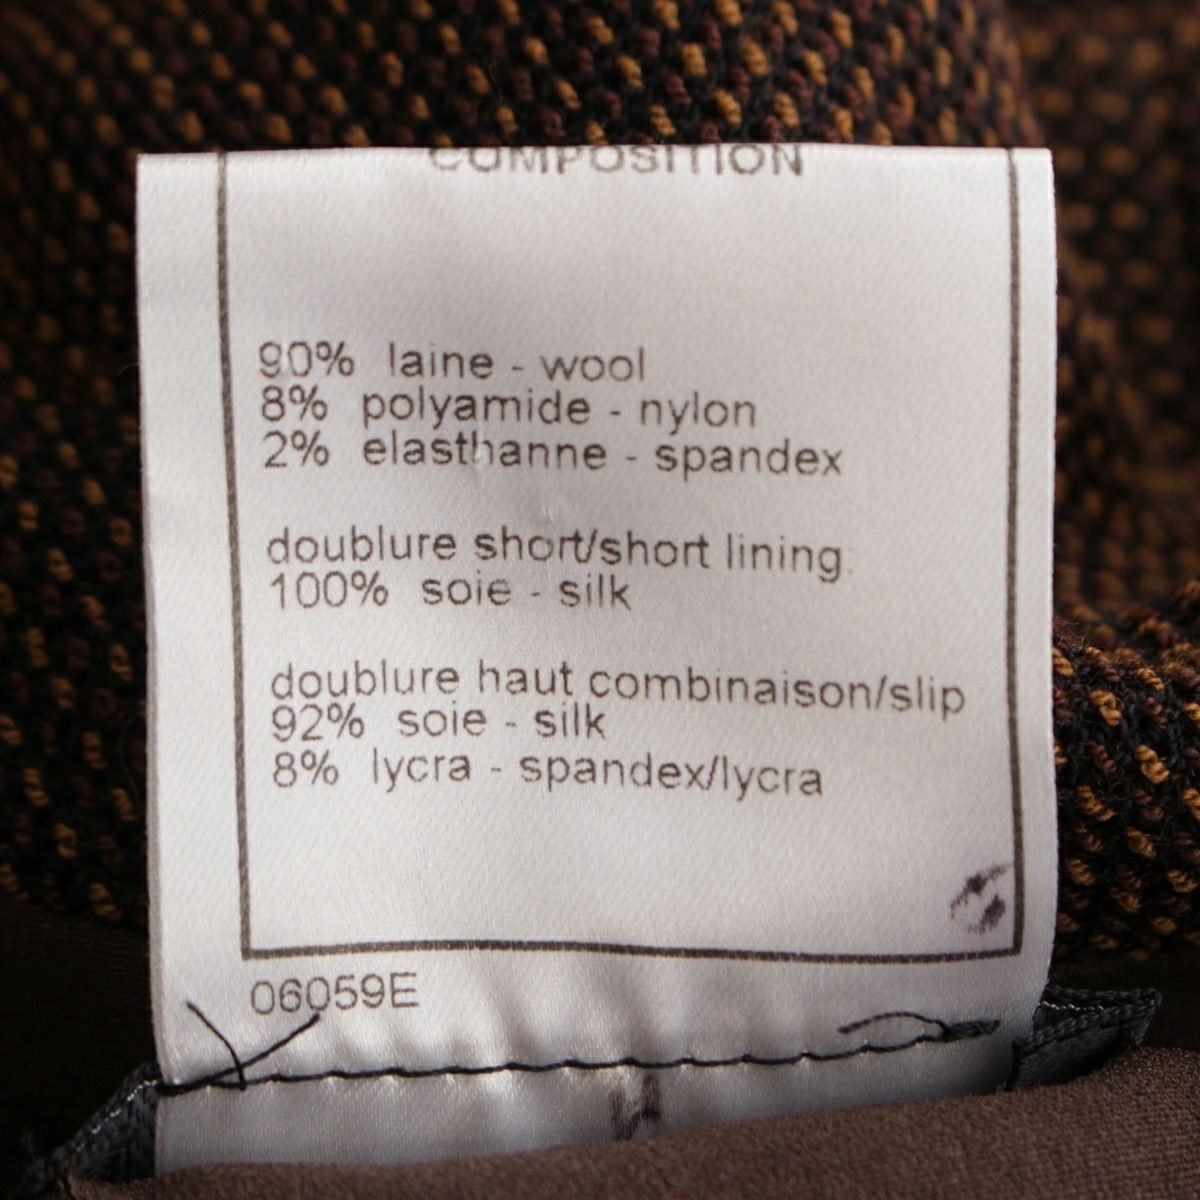 COMPOSITION
90% laine - wool
8% polyamide - nylon
2% elasthanne - spandex
doublure short/short lining:
100% soie - silk
doublure haut combinaison/slip
92% soie - silk
8% lycra - spandex/lycra
06059E